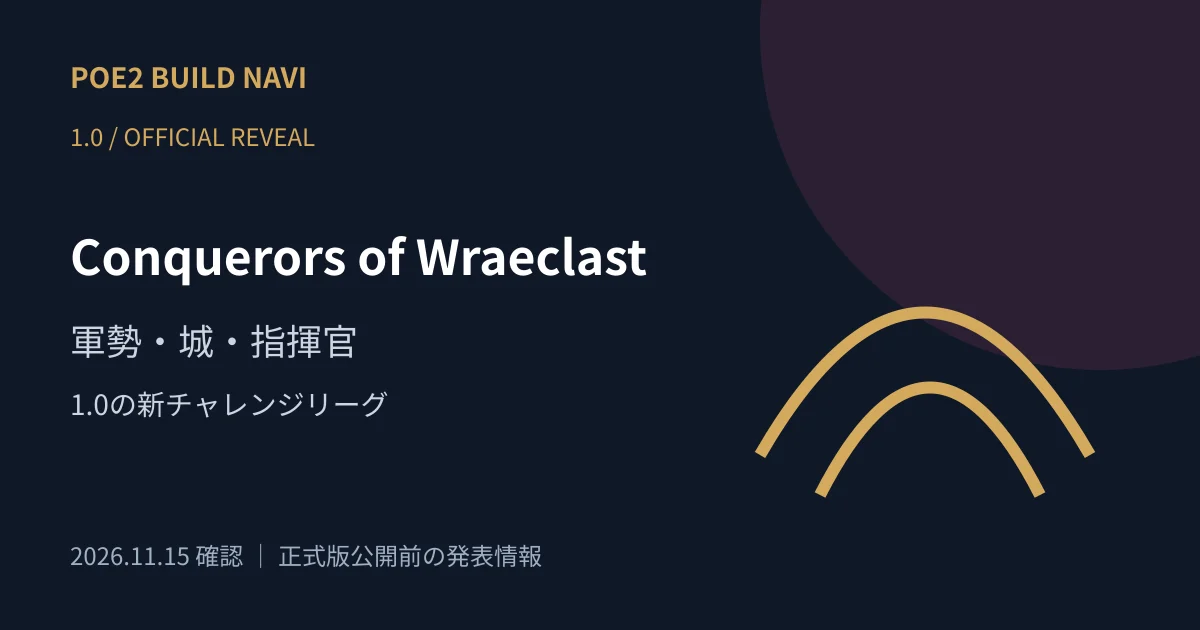 POE2 BUILD NAVI
1.0 / OFFICIAL REVEAL
Conquerors of Wraeclast
軍勢・城・指揮官
1.0の新チャレンジリーグ
2026.11.15 確認 ｜ 正式版公開前の発表情報